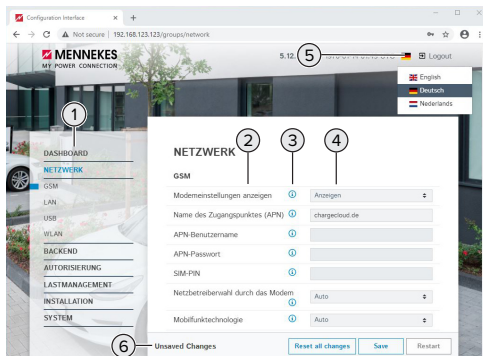 Configuration Interface
Not secure | 192.168.123.123/groups/network
MENNEKES
MY POWER CONNECTION
5.12.
5
Logout
English
Deutsch
Nederlands
1
DASHBOARD
NETZWERK
GSM
LAN
USB
WLAN
BACKEND
AUTORISIERUNG
LASTMANAGEMENT
INSTALLATION
SYSTEM
NETZWERK
2
3
4
GSM
Modemeinstellungen anzeigen
Anzeigen
Name des Zugangspunktes (APN)
chargecloud.de
APN-Benutzername
APN-Passwort
SIM-PIN
Netzbetreiberwahl durch das Modem
Auto
Mobilfunktechnologie
Auto
6
Unsaved Changes
Reset all changes
Save
Restart